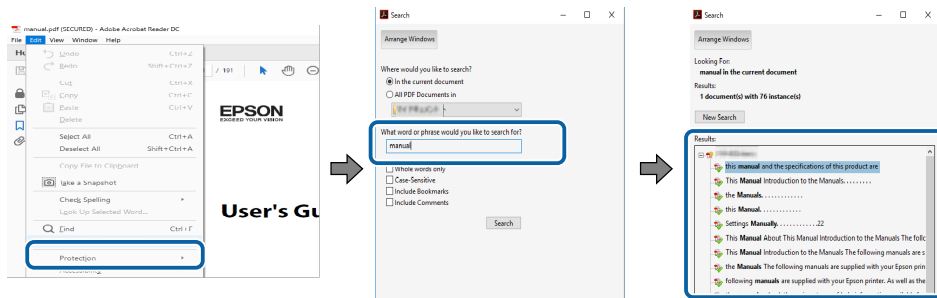 manual.pdf (SECURED) - Adobe Acrobat Reader DC
File Edit View Window Help
Undo Ctrl+Z
Redo Shift+Ctrl+Z
/ 191
Cut Ctrl+X
Copy Ctrl+C
Paste Ctrl+V
Delete
EPSON
EXCEED YOUR VISION
Select All Ctrl+A
Deselect All Shift+Ctrl+A
Copy File to Clipboard
Take a Snapshot
Check Spelling
Look Up Selected Word...
User's Gu
Find Ctrl+F
Protection
Search
Arrange Windows
Where would you like to search?
In the current document
All PDF Documents in
What word or phrase would you like to search for?
manual
Whole words only
Case-Sensitive
Include Bookmarks
Include Comments
Search
Search
Arrange Windows
Looking For:
manual in the current document
Results:
1 document(s) with 76 instance(s)
New Search
Results:
this manual and the specifications of this product are
This Manual Introduction to the Manuals. . . . . . . . .
the Manuals. . . . . . . . . . . . .
this Manual. . . . . . . . . . . . .
Settings Manually. . . . . . . . . . . . .22
This Manual About This Manual Introduction to the Manuals The follc
This Manual Introduction to the Manuals The following manuals are s
the Manuals The following manuals are supplied with your Epson prin
following manuals are supplied with your Epson printer. As well as the